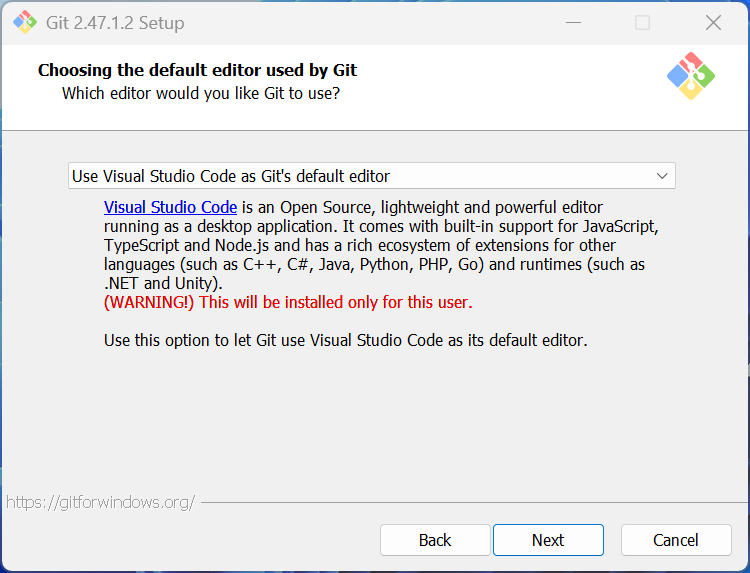 Git 2.47.1.2 Setup
Choosing the default editor used by Git
Which editor would you like Git to use?
Use Visual Studio Code as Git's default editor
Visual Studio Code is an Open Source, lightweight and powerful editor
running as a desktop application. It comes with built-in support for JavaScript,
TypeScript and Node.js and has a rich ecosystem of extensions for other
languages (such as C++, C#, Java, Python, PHP, Go) and runtimes (such as
.NET and Unity).
(WARNING!) This will be installed only for this user.
Use this option to let Git use Visual Studio Code as its default editor.
https://gitforwindows.org/
Back Next Cancel